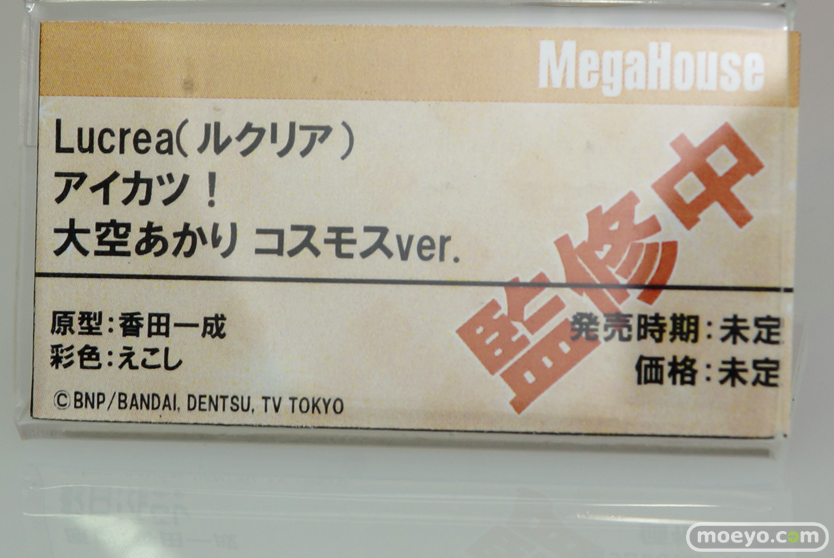 MegaHouse
Lucrea(ルクリア)
アイカツ！
大空あかり コスモスver.
監修中
原型：香田一成
彩色：えこし
発売時期：未定
価格：未定
©BNP/BANDAI, DENTSU, TV TOKYO
moeyo.com